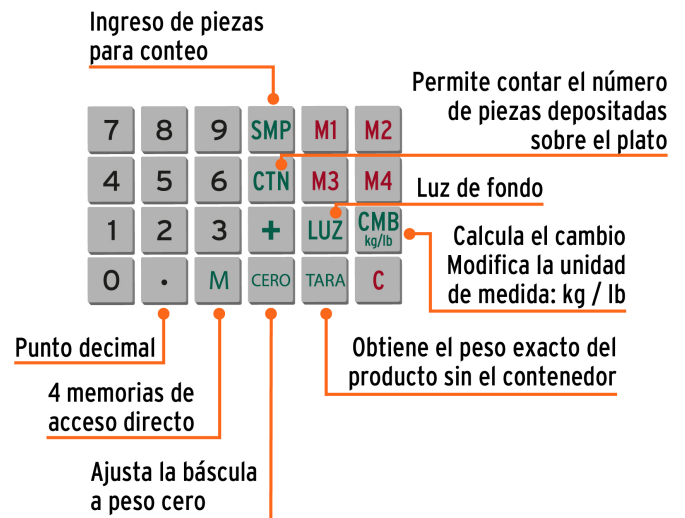 Ingreso de piezas
para conteo
Permite contar el número
de piezas depositadas
sobre el plato
7 8 9 SMP M1 M2
4 5 6 CTN M3 M4
Luz de fondo
1 2 3 + LUZ CMB
kg/lb
Calcula el cambio
Modifica la unidad
de medida: kg / lb
0 . M CERO TARA C
Punto decimal
Obtiene el peso exacto del
producto sin el contenedor
4 memorias de
acceso directo
Ajusta la báscula
a peso cero